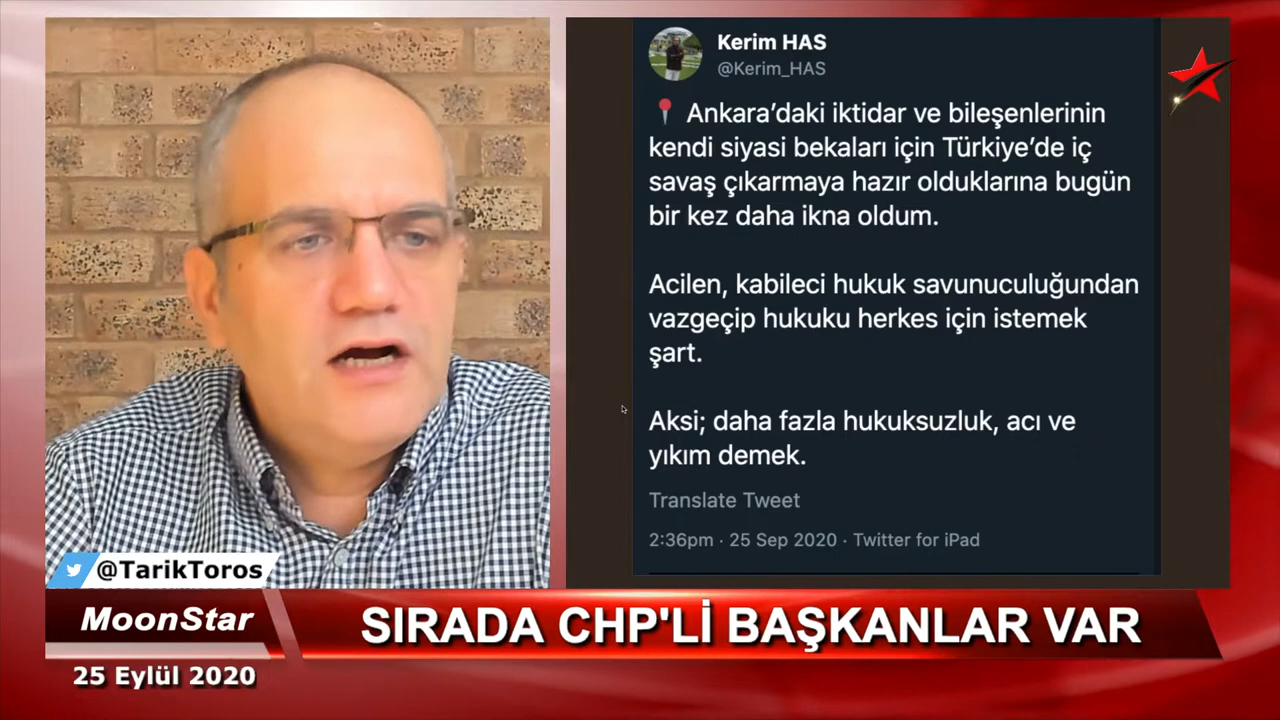 Kerim HAS
@Kerim_HAS
📍 Ankara’daki iktidar ve bileşenlerinin
kendi siyasi bekaları için Türkiye’de iç
savaş çıkarmaya hazır olduklarına bugün
bir kez daha ikna oldum.
Acilen, kabileci hukuk savunuculuğundan
vazgeçip hukuku herkes için istemek
şart.
Aksi; daha fazla hukuksuzluk, acı ve
yıkım demek.
Translate Tweet
2:36pm · 25 Sep 2020 · Twitter for iPad
@TarikToros
MoonStar
SIRADA CHP'Lİ BAŞKANLAR VAR
25 Eylül 2020